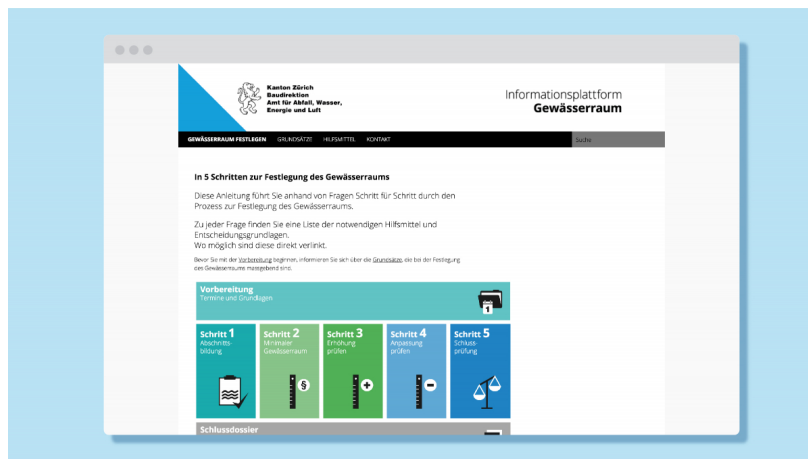 Kanton Zürich
Baudirektion
Amt für Abfall, Wasser,
Energie und Luft
Informationsplattform
Gewässerraum
GEWÄSSERRAUM FESTLEGEN GRUNDSÄTZE HILFSMITTEL KONTAKT Suche
In 5 Schritten zur Festlegung des Gewässerraums
Diese Anleitung führt Sie anhand von Fragen Schritt für Schritt durch den
Prozess zur Festlegung des Gewässerraums.
Zu jeder Frage finden Sie eine Liste der notwendigen Hilfsmittel und
Entscheidungsgrundlagen.
Wo möglich sind diese direkt verlinkt.
Bevor Sie mit der Vorbereitung beginnen, informieren Sie sich über die Grundsätze, die bei der Festlegung
des Gewässerraums massgebend sind.
Vorbereitung
Termine und Grundlagen
1
Schritt 1
Abschnitts-
bildung
Schritt 2
Minimaler
Gewässerraum
§
Schritt 3
Erhöhung
prüfen
Schritt 4
Anpassung
prüfen
Schritt 5
Schluss-
prüfung
Schlussdossier